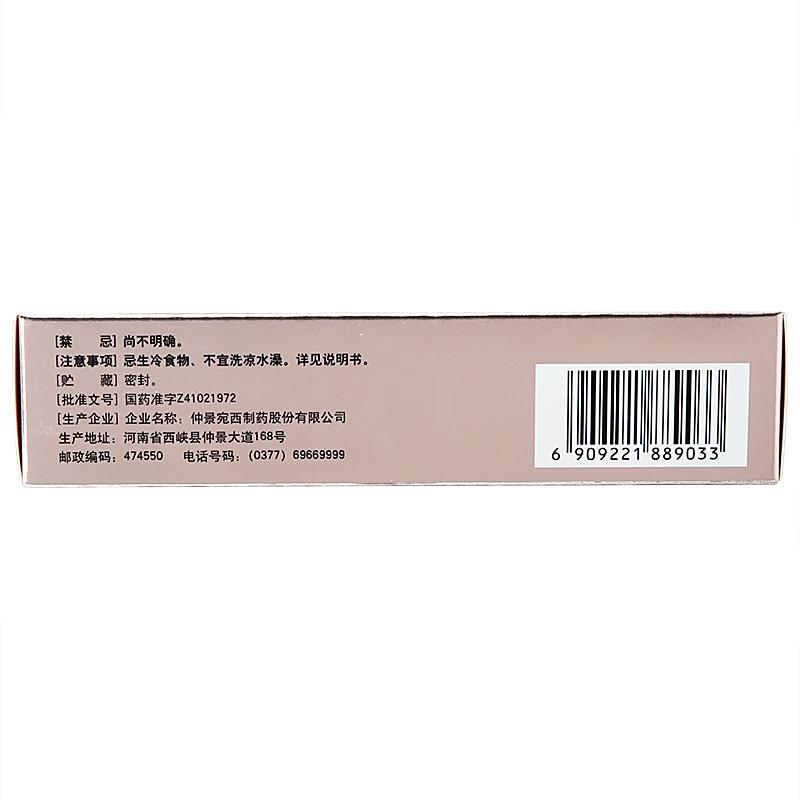 [禁　　忌] 尚不明确。
[注意事项] 忌生冷食物、不宜洗凉水澡。详见说明书。
[贮　　藏] 密封。
[批准文号] 国药准字Z41021972
[生产企业] 企业名称：仲景宛西制药股份有限公司
生产地址：河南省西峡县仲景大道168号
邮政编码：474550　电话号码：(0377) 69669999
6 909221 889033